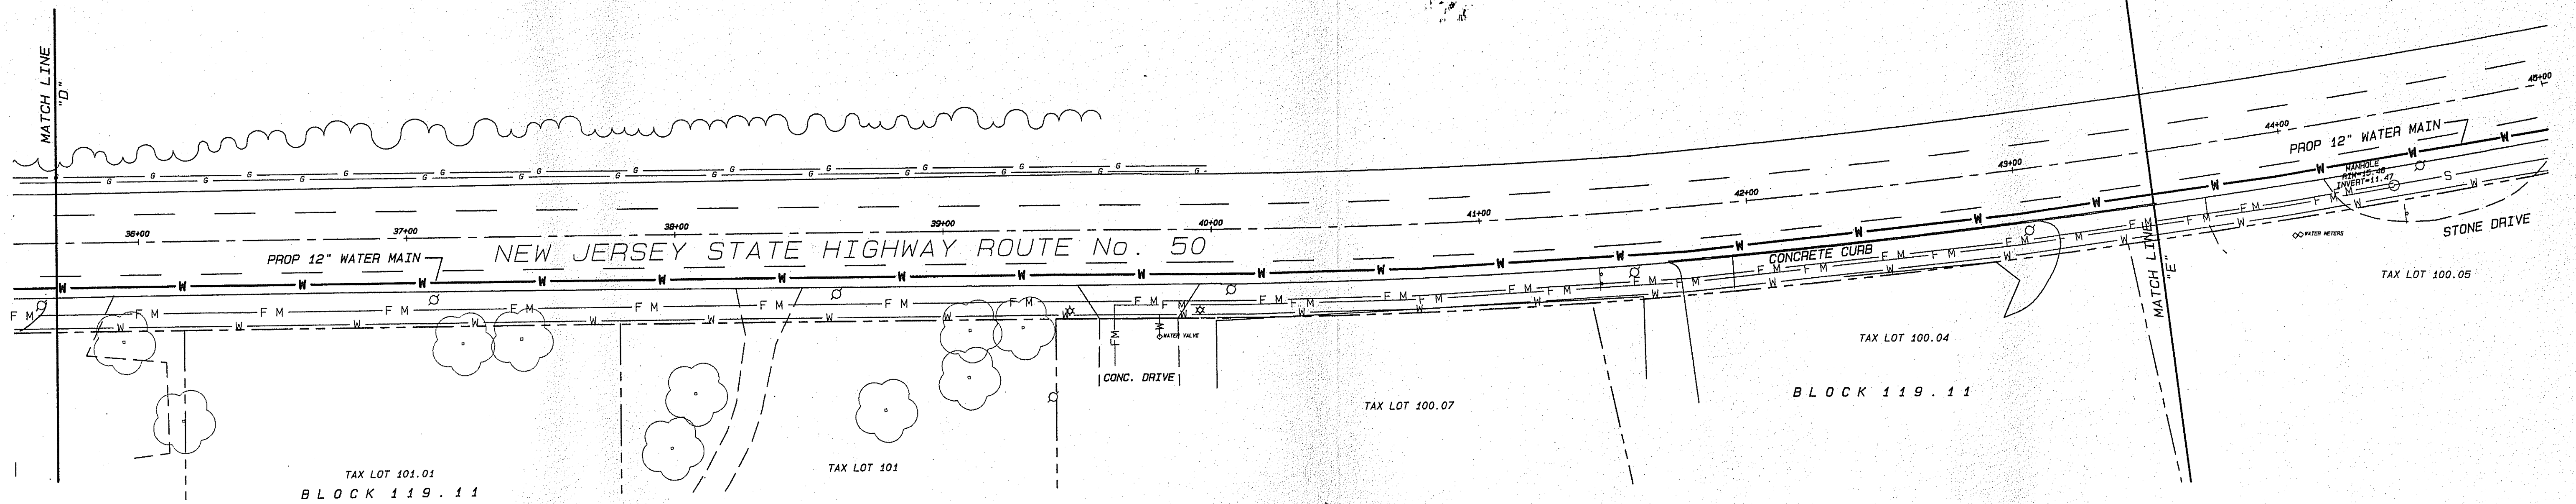 MATCH LINE
"D"
36+00
37+00
38+00
39+00
40+00
41+00
42+00
43+00
44+00
45+00
NEW JERSEY STATE HIGHWAY ROUTE No. 50
PROP 12" WATER MAIN
PROP 12" WATER MAIN
MANHOLE
INVERT=11.47
WATER METERS
STONE DRIVE
CONCRETE CURB
MATCH LINE
"E"
WATER VALVE
CONC. DRIVE
TAX LOT 101.01
BLOCK 119.11
TAX LOT 101
TAX LOT 100.07
TAX LOT 100.04
BLOCK 119.11
TAX LOT 100.05